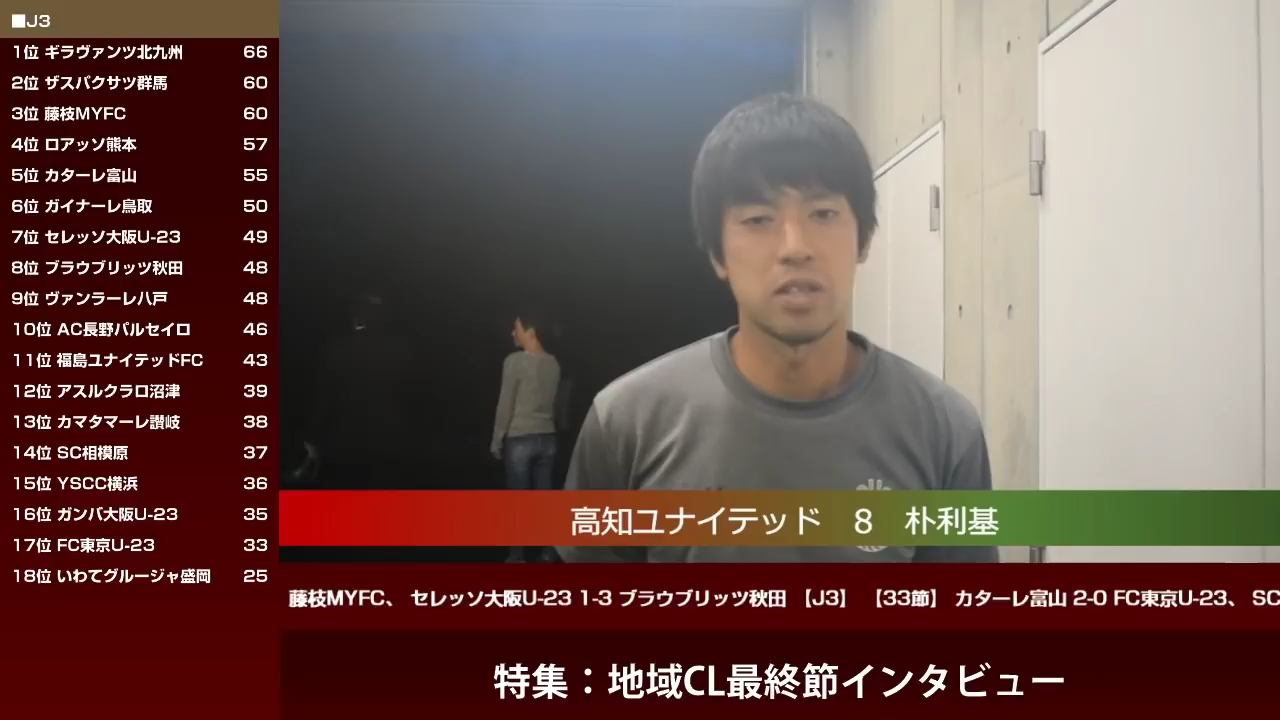 ■J3
1位 ギラヴァンツ北九州 66
2位 ザスパクサツ群馬 60
3位 藤枝MYFC 60
4位 ロアッソ熊本 57
5位 カターレ富山 55
6位 ガイナーレ鳥取 50
7位 セレッソ大阪U-23 49
8位 ブラウブリッツ秋田 48
9位 ヴァンラーレ八戸 48
10位 AC長野パルセイロ 46
11位 福島ユナイテッドFC 43
12位 アスルクラロ沼津 39
13位 カマタマーレ讃岐 38
14位 SC相模原 37
15位 YSCC横浜 36
16位 ガンバ大阪U-23 35
17位 FC東京U-23 33
18位 いわてグルージャ盛岡 25
高知ユナイテッド 8 朴利基
藤枝MYFC、 セレッソ大阪U-23 1-3 ブラウブリッツ秋田 【J3】 【33節】 カターレ富山 2-0 FC東京U-23、 SC
特集：地域CL最終節インタビュー